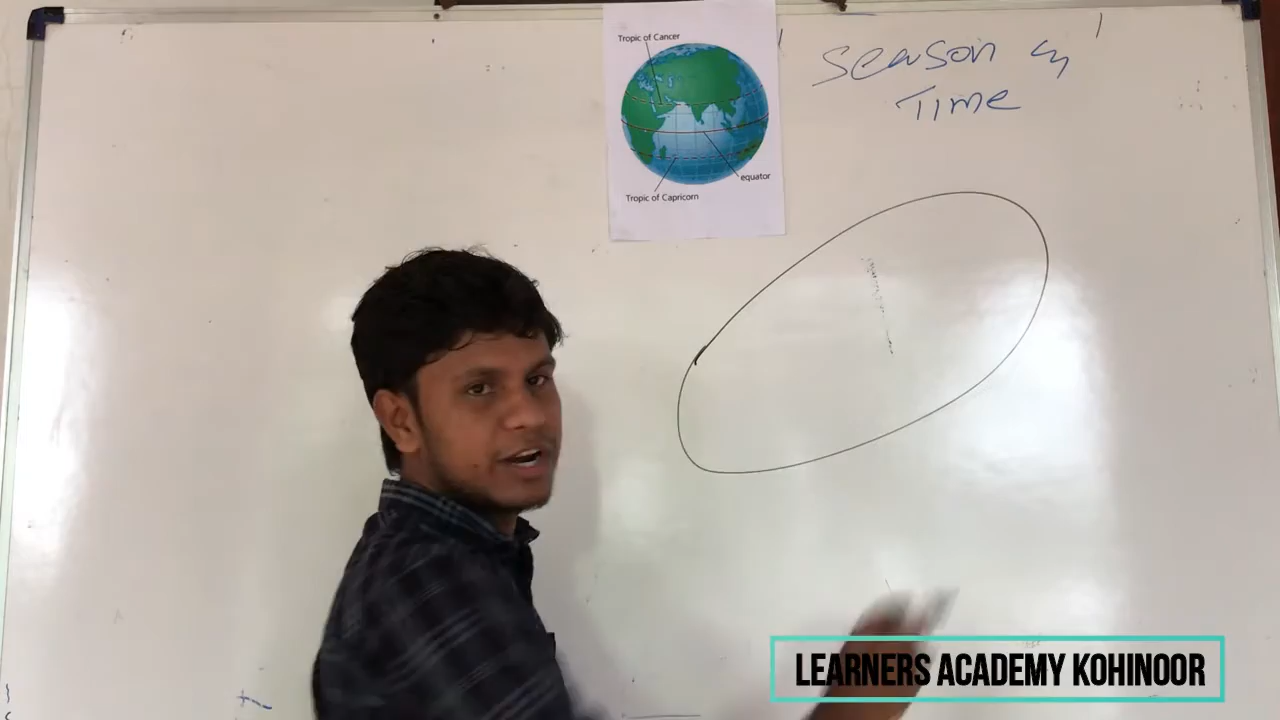 Tropic of Cancer
equator
Tropic of Capricorn
Season
Time
LEARNERS ACADEMY KOHINOOR